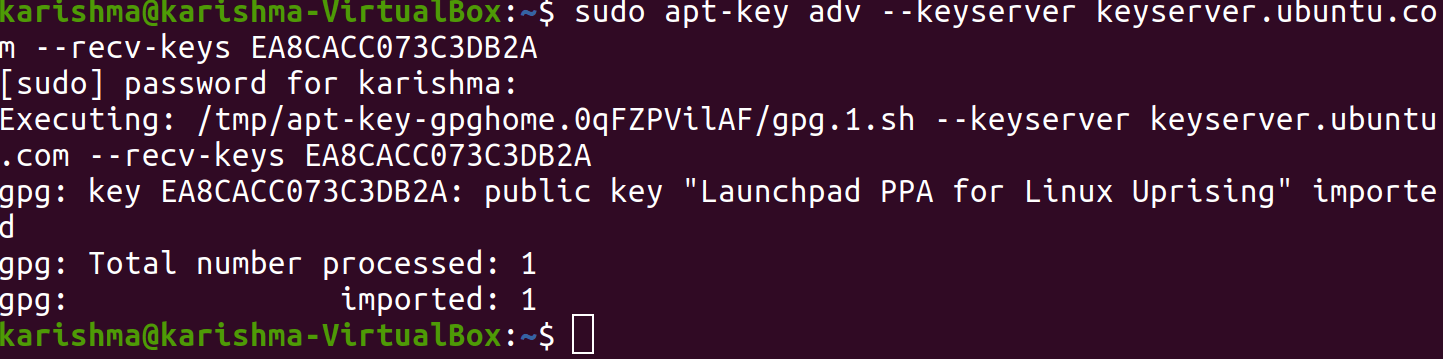 karishma@karishma-VirtualBox:~$ sudo apt-key adv --keyserver keyserver.ubuntu.co
m --recv-keys EA8CACC073C3DB2A
[sudo] password for karishma:
Executing: /tmp/apt-key-gpghome.0qFZPVilAF/gpg.1.sh --keyserver keyserver.ubuntu
.com --recv-keys EA8CACC073C3DB2A
gpg: key EA8CACC073C3DB2A: public key "Launchpad PPA for Linux Uprising" importe
d
gpg: Total number processed: 1
gpg:               imported: 1
karishma@karishma-VirtualBox:~$